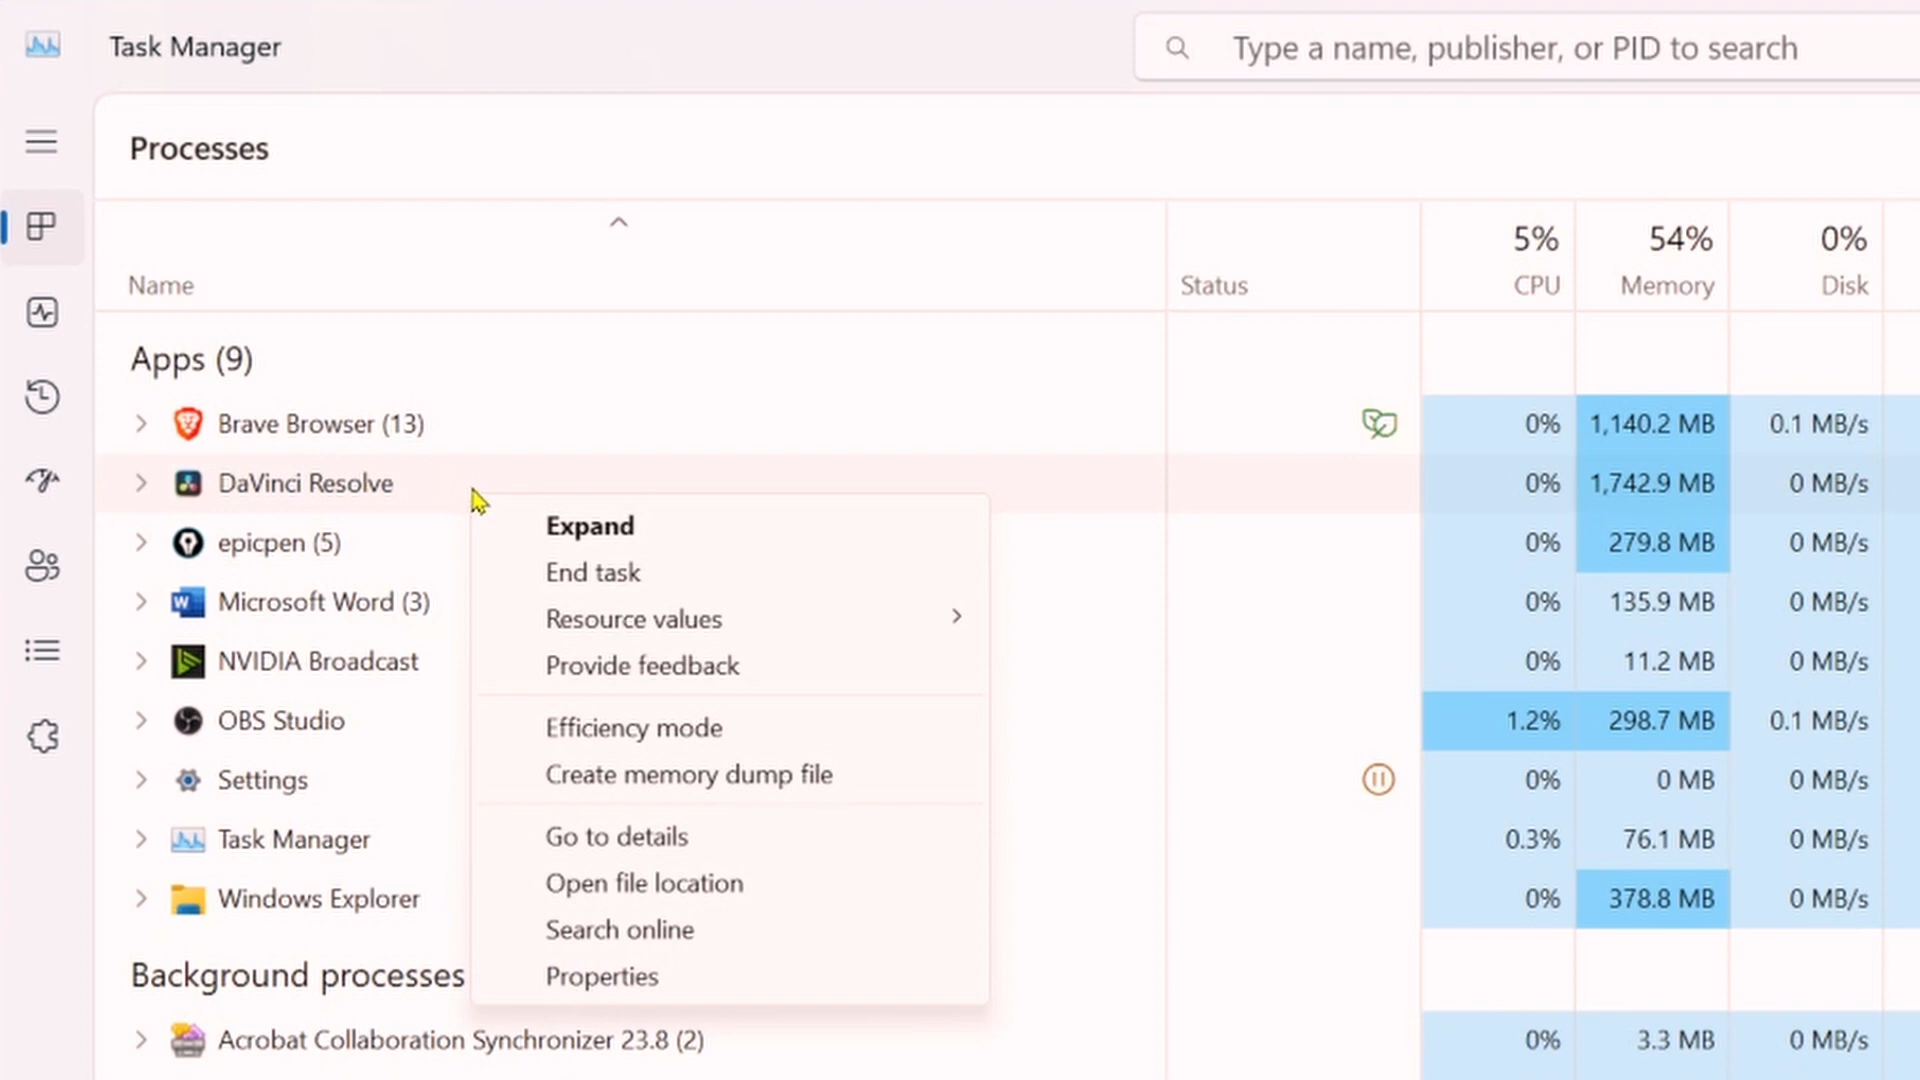 Task Manager
Type a name, publisher, or PID to search
Processes
5% 54% 0%
Name Status CPU Memory Disk
Apps (9)
Brave Browser (13) 0% 1,140.2 MB 0.1 MB/s
DaVinci Resolve 0% 1,742.9 MB 0 MB/s
Expand
epicpen (5) 0% 279.8 MB 0 MB/s
End task
Microsoft Word (3) 0% 135.9 MB 0 MB/s
Resource values
NVIDIA Broadcast 0% 11.2 MB 0 MB/s
Provide feedback
OBS Studio 1.2% 298.7 MB 0.1 MB/s
Efficiency mode
Create memory dump file
Settings 0% 0 MB 0 MB/s
Task Manager 0.3% 76.1 MB 0 MB/s
Go to details
Open file location
Windows Explorer 0% 378.8 MB 0 MB/s
Search online
Background processes
Properties
Acrobat Collaboration Synchronizer 23.8 (2) 0% 3.3 MB 0 MB/s